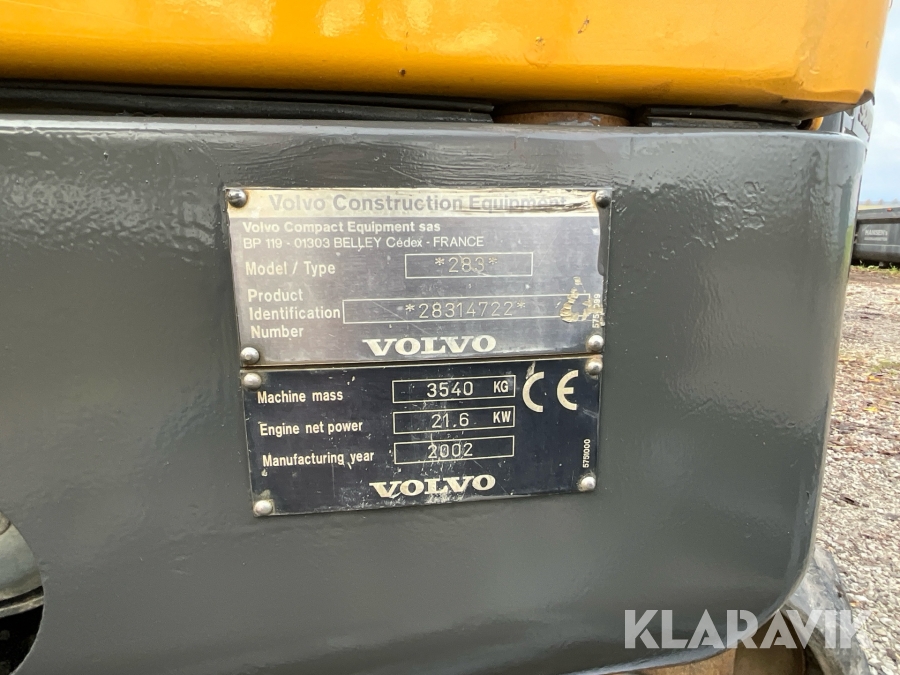 Volvo Construction Equipment
Volvo Compact Equipment sas
BP 119 - 01303 BELLEY Cédex - FRANCE
Model / Type *283*
Product
Identification *28314722*
Number
VOLVO
Machine mass 3540 KG
Engine net power 21.6 KW
Manufacturing year 2002
CE
5751000
VOLVO
KLARAVIK